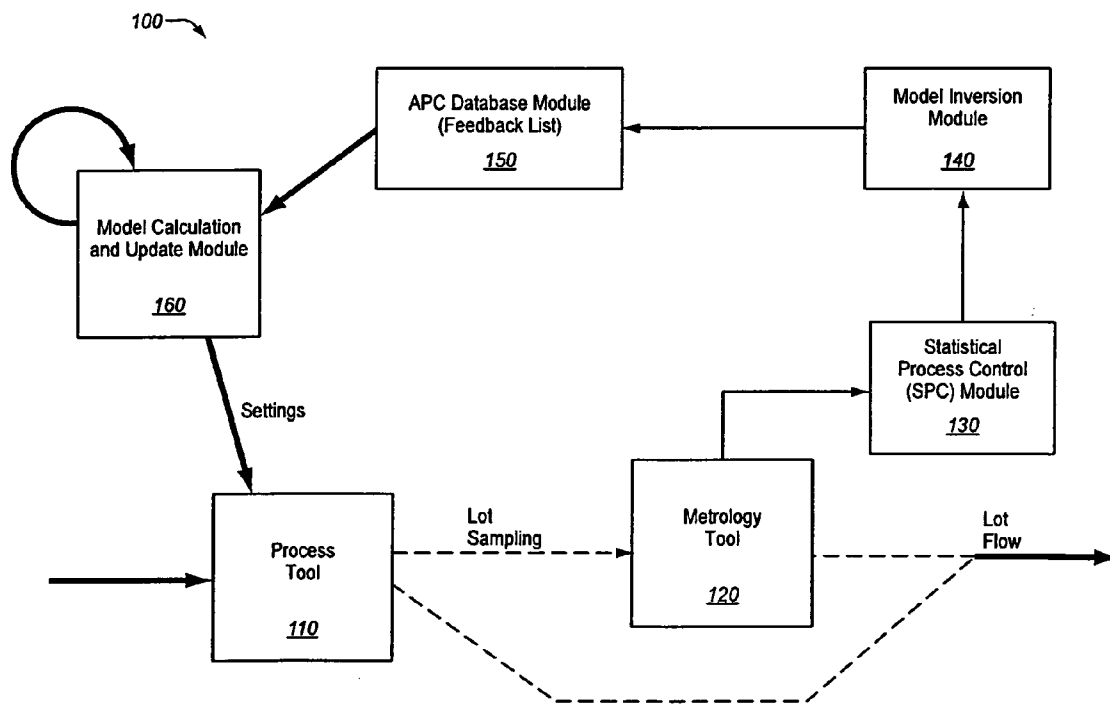 100
APC Database Module
(Feedback List)
150
Model Inversion
Module
140
Model Calculation
and Update Module
160
Statistical
Process Control
(SPC) Module
130
Settings
Process
Tool
110
Lot
Sampling
Metrology
Tool
120
Lot
Flow